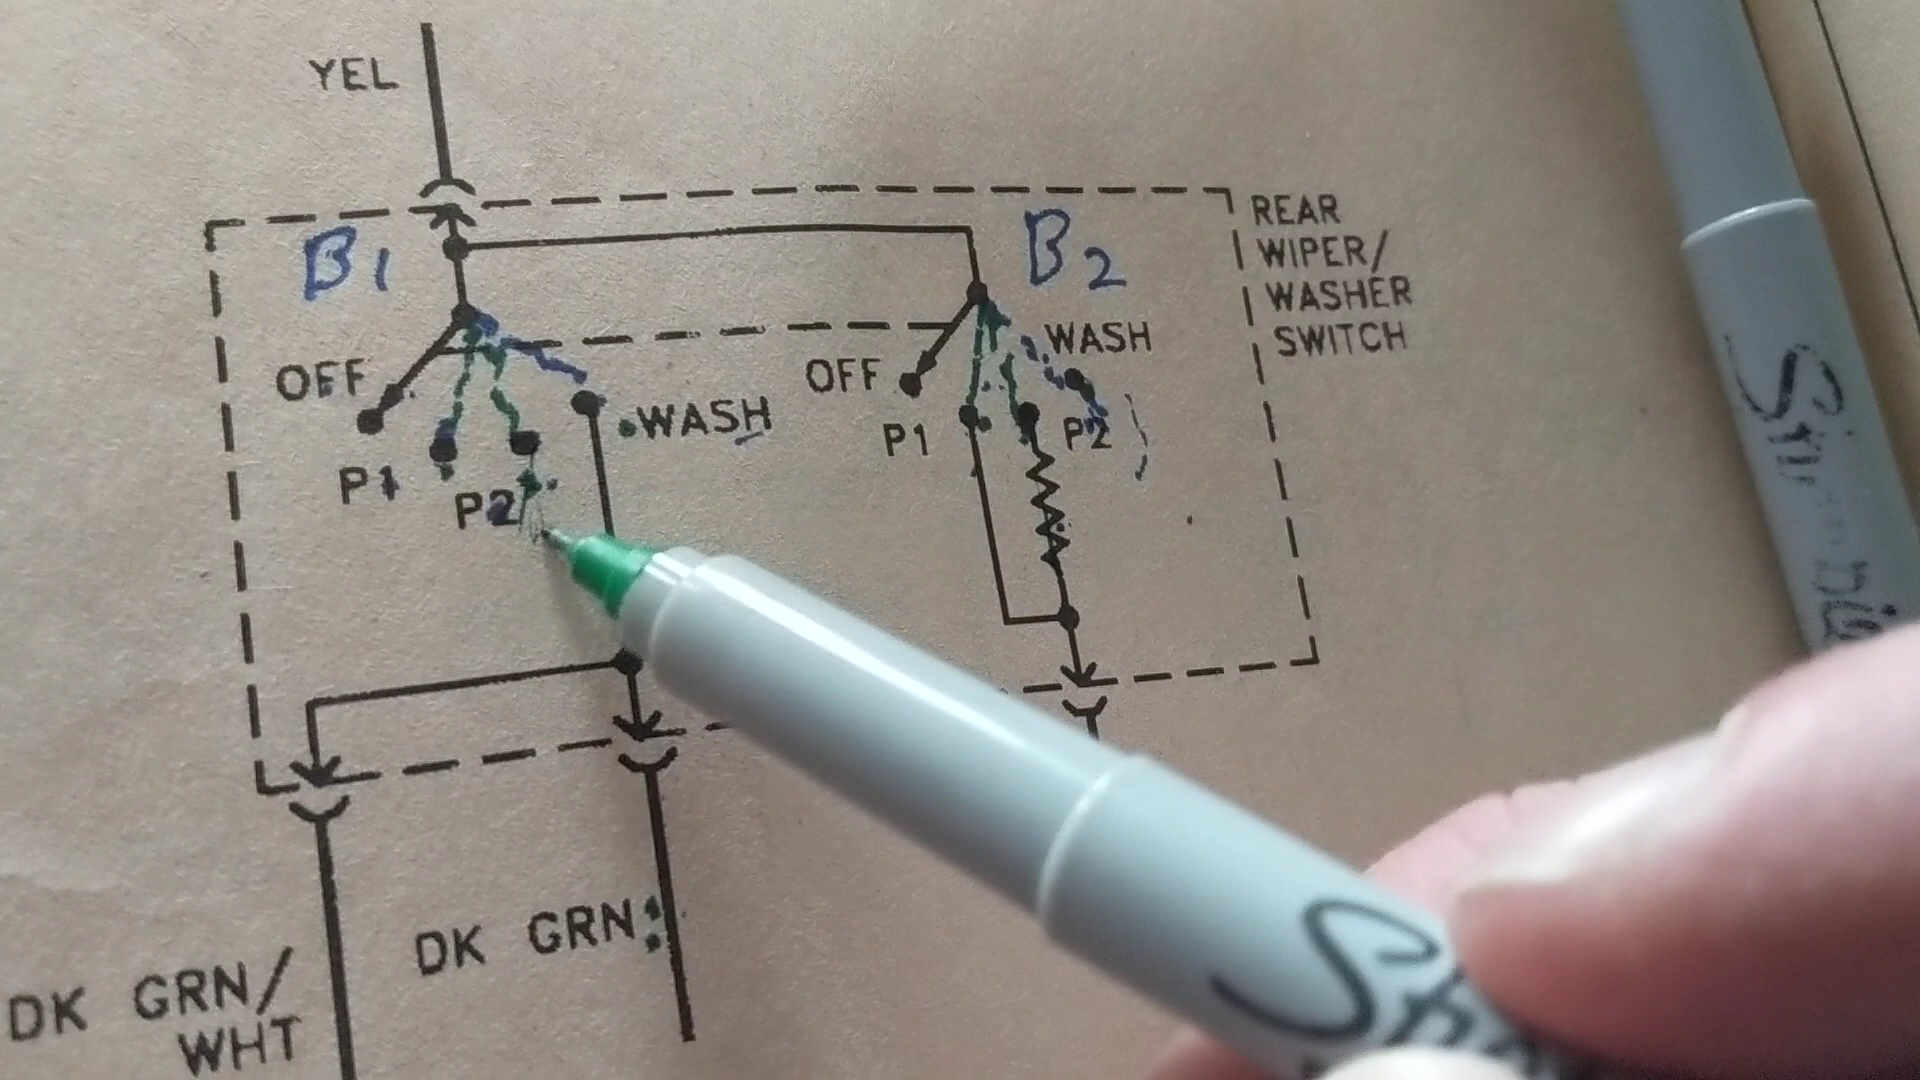 YEL
B1
B2
REAR
WIPER/
WASHER
SWITCH
OFF
WASH
P1
P2
OFF
WASH
P1
P2
DK GRN
DK GRN/
WHT